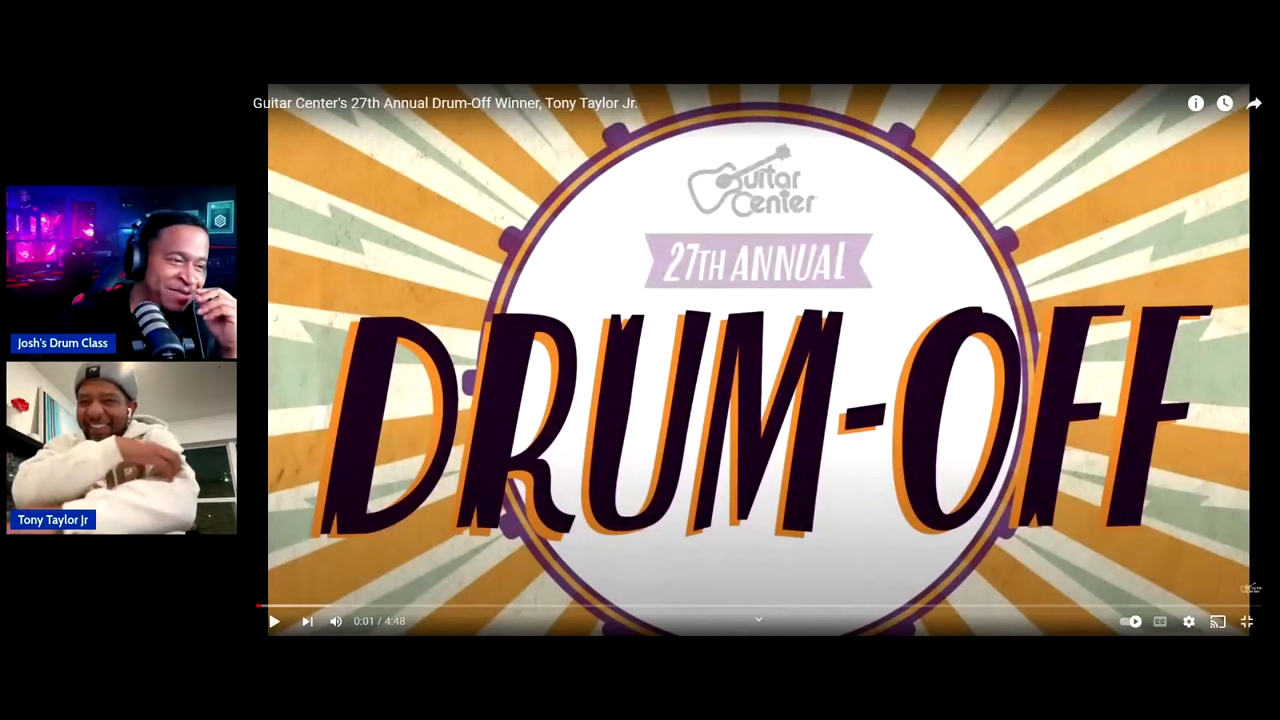 Guitar Center's 27th Annual Drum-Off Winner, Tony Taylor Jr.
Guitar
Center
27TH ANNUAL
DRUM-OFF
Josh's Drum Class
Tony Taylor Jr
0:01 / 4:48
CC